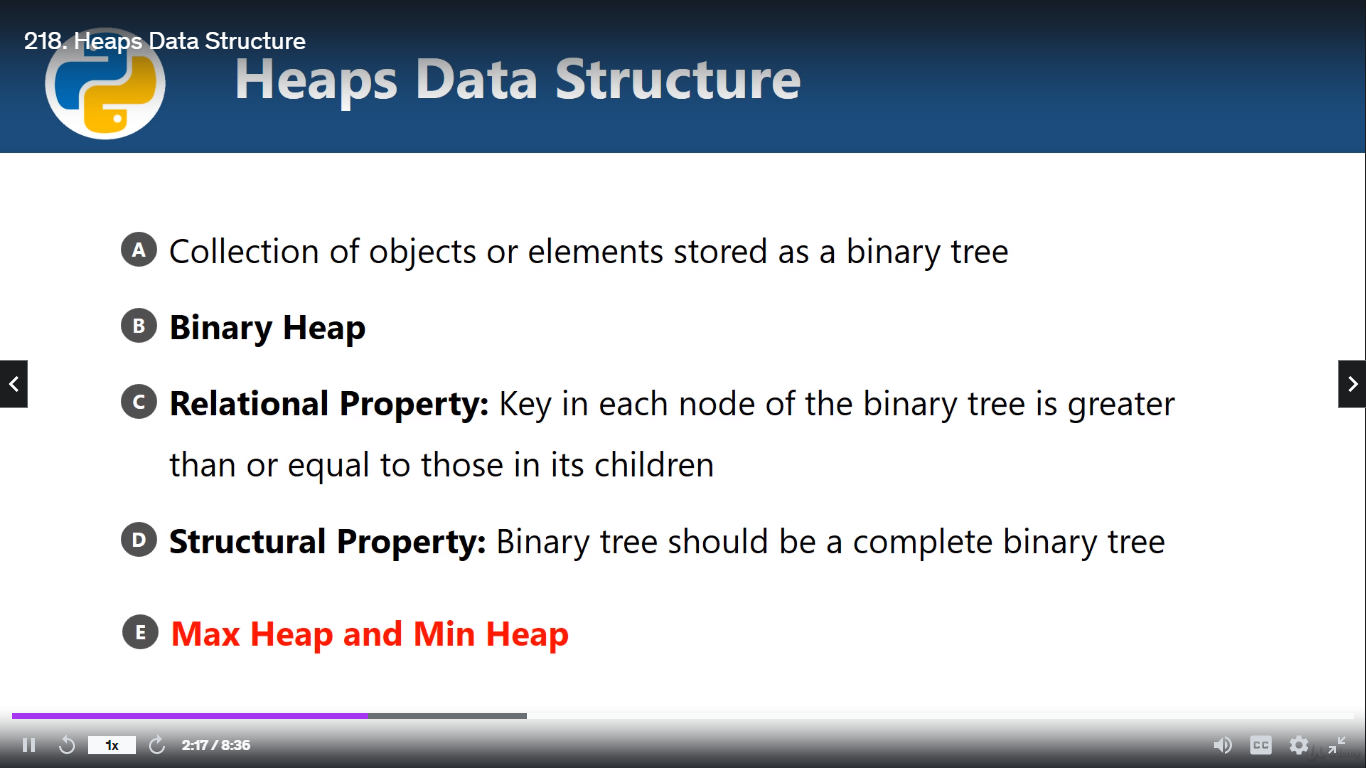 218. Heaps Data Structure
Heaps Data Structure
A Collection of objects or elements stored as a binary tree
B Binary Heap
C Relational Property: Key in each node of the binary tree is greater
than or equal to those in its children
D Structural Property: Binary tree should be a complete binary tree
E Max Heap and Min Heap
1x 2:17 / 8:36 CC